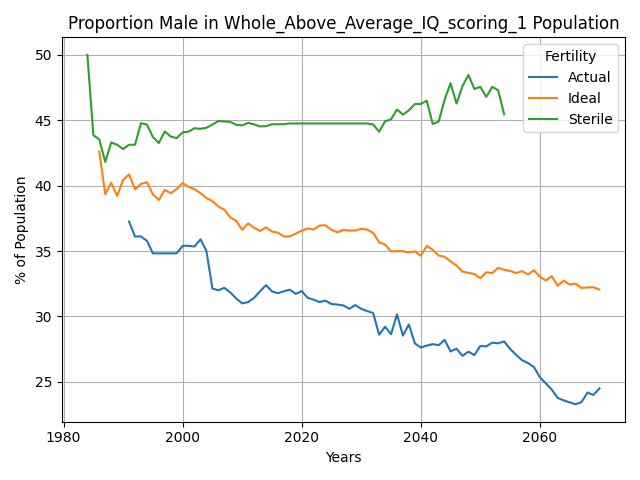 Proportion Male in Whole_Above_Average_IQ_scoring_1 Population
Fertility
Actual
Ideal
Sterile
% of Population
50
45
40
35
30
25
1980
2000
2020
2040
2060
Years